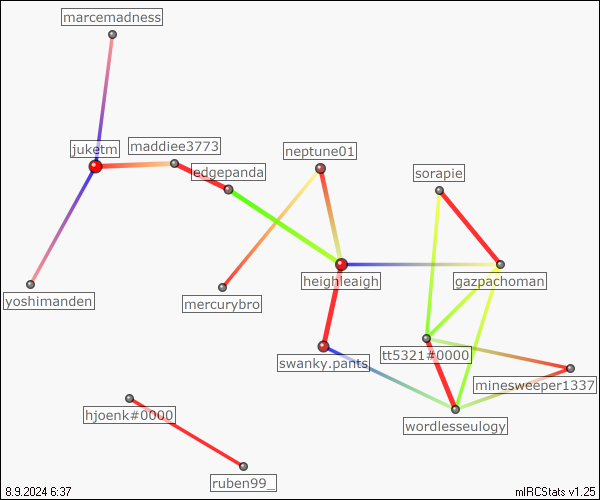 marcemadness
juketm
maddiee3773
edgepanda
neptune01
sorapie
yoshimanden
mercurybro
heighleaigh
gazpachoman
swanky.pants
tt5321#0000
minesweeper1337
hjoenk#0000
wordlesseulogy
ruben99_
8.9.2024 6:37
mIRCStats v1.25